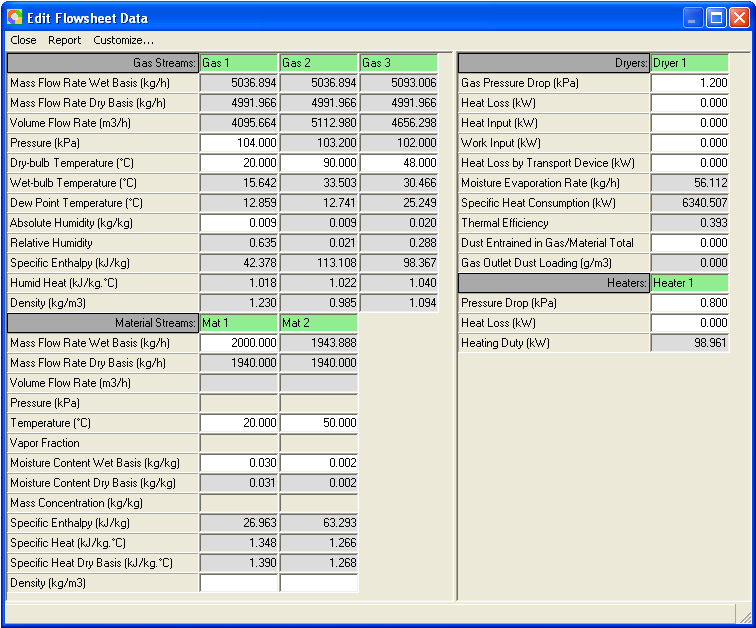 Edit Flowsheet Data
Close Report Customize...
Gas Streams: Gas 1 Gas 2 Gas 3
Mass Flow Rate Wet Basis (kg/h) 5036.894 5036.894 5093.006
Mass Flow Rate Dry Basis (kg/h) 4991.966 4991.966 4991.966
Volume Flow Rate (m3/h) 4095.664 5112.980 4656.298
Pressure (kPa) 104.000 103.200 102.000
Dry-bulb Temperature (°C) 20.000 90.000 48.000
Wet-bulb Temperature (°C) 15.642 33.503 30.466
Dew Point Temperature (°C) 12.859 12.741 25.249
Absolute Humidity (kg/kg) 0.009 0.009 0.020
Relative Humidity 0.635 0.021 0.288
Specific Enthalpy (kJ/kg) 42.378 113.108 98.367
Humid Heat (kJ/kg.°C) 1.018 1.022 1.040
Density (kg/m3) 1.230 0.985 1.094
Material Streams: Mat 1 Mat 2
Mass Flow Rate Wet Basis (kg/h) 2000.000 1943.888
Mass Flow Rate Dry Basis (kg/h) 1940.000 1940.000
Volume Flow Rate (m3/h)
Pressure (kPa)
Temperature (°C) 20.000 50.000
Vapor Fraction
Moisture Content Wet Basis (kg/kg) 0.030 0.002
Moisture Content Dry Basis (kg/kg) 0.031 0.002
Mass Concentration (kg/kg)
Specific Enthalpy (kJ/kg) 26.963 63.293
Specific Heat (kJ/kg.°C) 1.348 1.266
Specific Heat Dry Basis (kJ/kg.°C) 1.390 1.268
Density (kg/m3)
Dryers: Dryer 1
Gas Pressure Drop (kPa) 1.200
Heat Loss (kW) 0.000
Heat Input (kW) 0.000
Work Input (kW) 0.000
Heat Loss by Transport Device (kW) 0.000
Moisture Evaporation Rate (kg/h) 56.112
Specific Heat Consumption (kW) 6340.507
Thermal Efficiency 0.393
Dust Entrained in Gas/Material Total 0.000
Gas Outlet Dust Loading (g/m3) 0.000
Heaters: Heater 1
Pressure Drop (kPa) 0.800
Heat Loss (kW) 0.000
Heating Duty (kW) 98.961